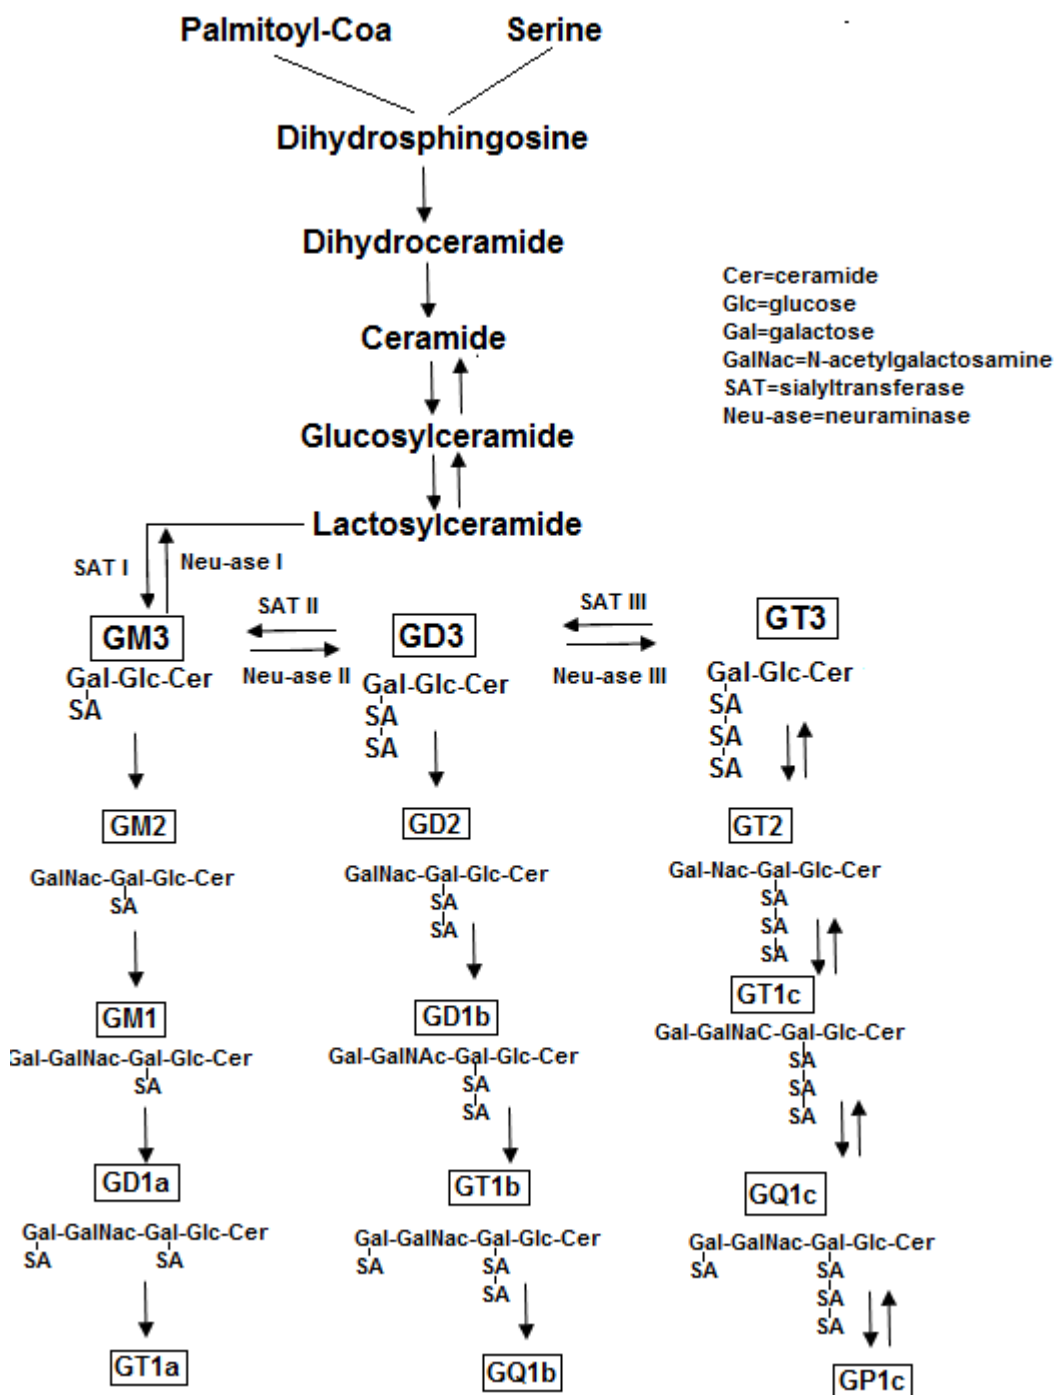 Palmitoyl-Coa Serine
Dihydrosphingosine
Dihydroceramide
Cer=ceramide
Glc=glucose
Gal=galactose
GalNac=N-acetylgalactosamine
SAT=sialyltransferase
Neu-ase=neuraminase
Ceramide
Glucosylceramide
Lactosylceramide
SAT I Neu-ase I
SAT II
SAT III
GM3 GD3 GT3
Neu-ase II Neu-ase III
Gal-Glc-Cer
SA
Gal-Glc-Cer
SA
SA
Gal-Glc-Cer
SA
SA
SA
GM2 GD2 GT2
GalNac-Gal-Glc-Cer
SA
GalNac-Gal-Glc-Cer
SA
SA
Gal-Nac-Gal-Glc-Cer
SA
SA
SA
GM1 GD1b GT1c
Gal-GalNac-Gal-Glc-Cer
SA
Gal-GalNAc-Gal-Glc-Cer
SA
SA
Gal-GalNaC-Gal-Glc-Cer
SA
SA
SA
GD1a GT1b GQ1c
Gal-GalNac-Gal-Glc-Cer
SA SA
Gal-GalNac-Gal-Glc-Cer
SA SA
SA
Gal-GalNac-Gal-Glc-Cer
SA SA
SA
SA
GT1a GQ1b GP1c